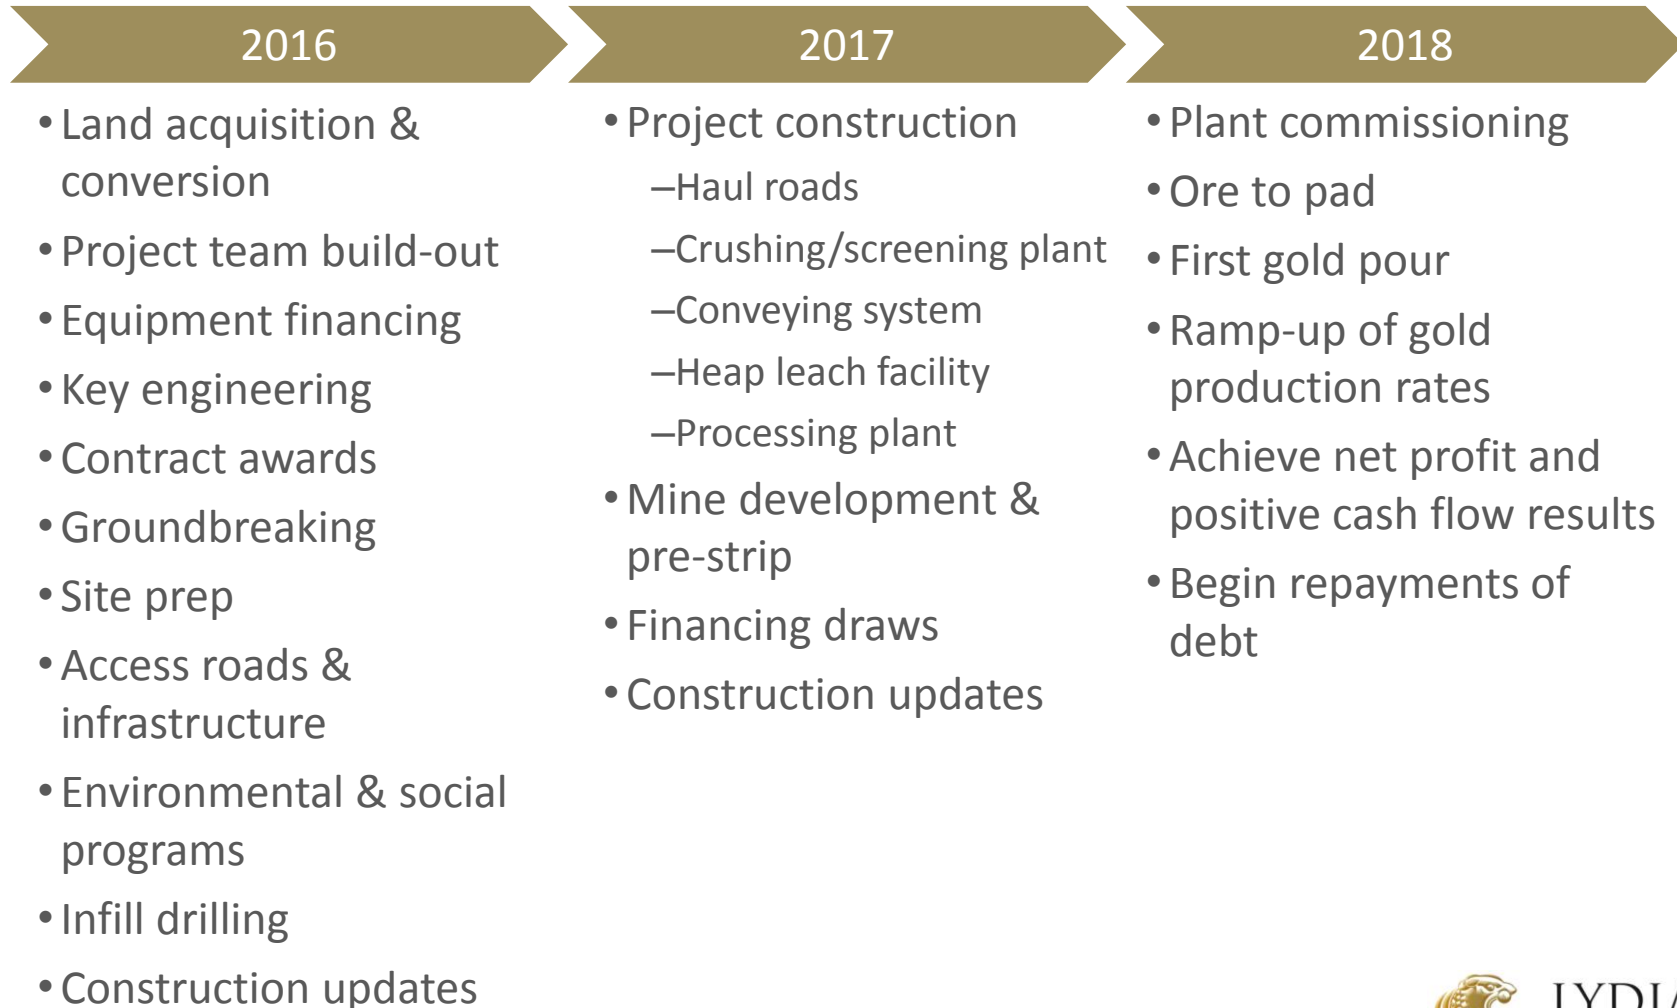 2016
• Land acquisition &
conversion
• Project team build-out
• Equipment financing
• Key engineering
• Contract awards
• Groundbreaking
• Site prep
• Access roads &
infrastructure
• Environmental & social
programs
• Infill drilling
• Construction updates
2017
• Project construction
–Haul roads
–Crushing/screening plant
–Conveying system
–Heap leach facility
–Processing plant
• Mine development &
pre-strip
• Financing draws
• Construction updates
2018
• Plant commissioning
• Ore to pad
• First gold pour
• Ramp-up of gold
production rates
• Achieve net profit and
positive cash flow results
• Begin repayments of
debt